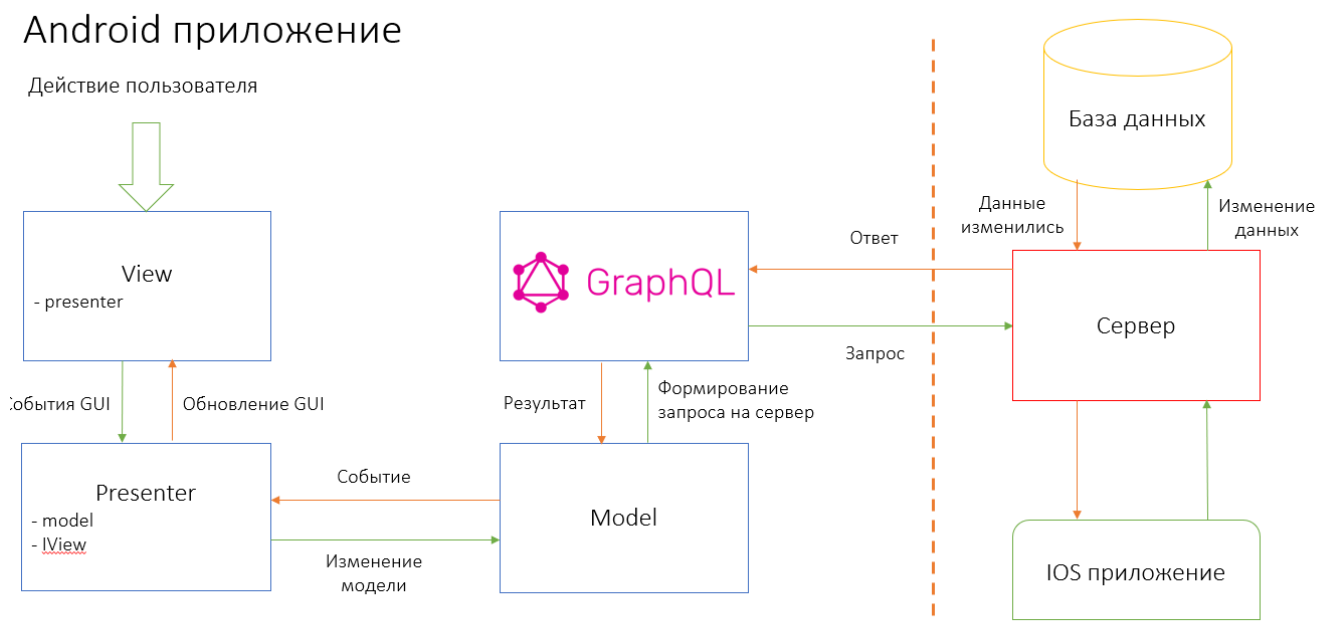 Android приложение
Действие пользователя
View
- presenter
События GUI
Обновление GUI
Presenter
- model
- IView
Событие
Изменение
модели
GraphQL
Результат
Формирование
запроса на сервер
Model
Ответ
Запрос
База данных
Данные
изменились
Изменение
данных
Сервер
IOS приложение